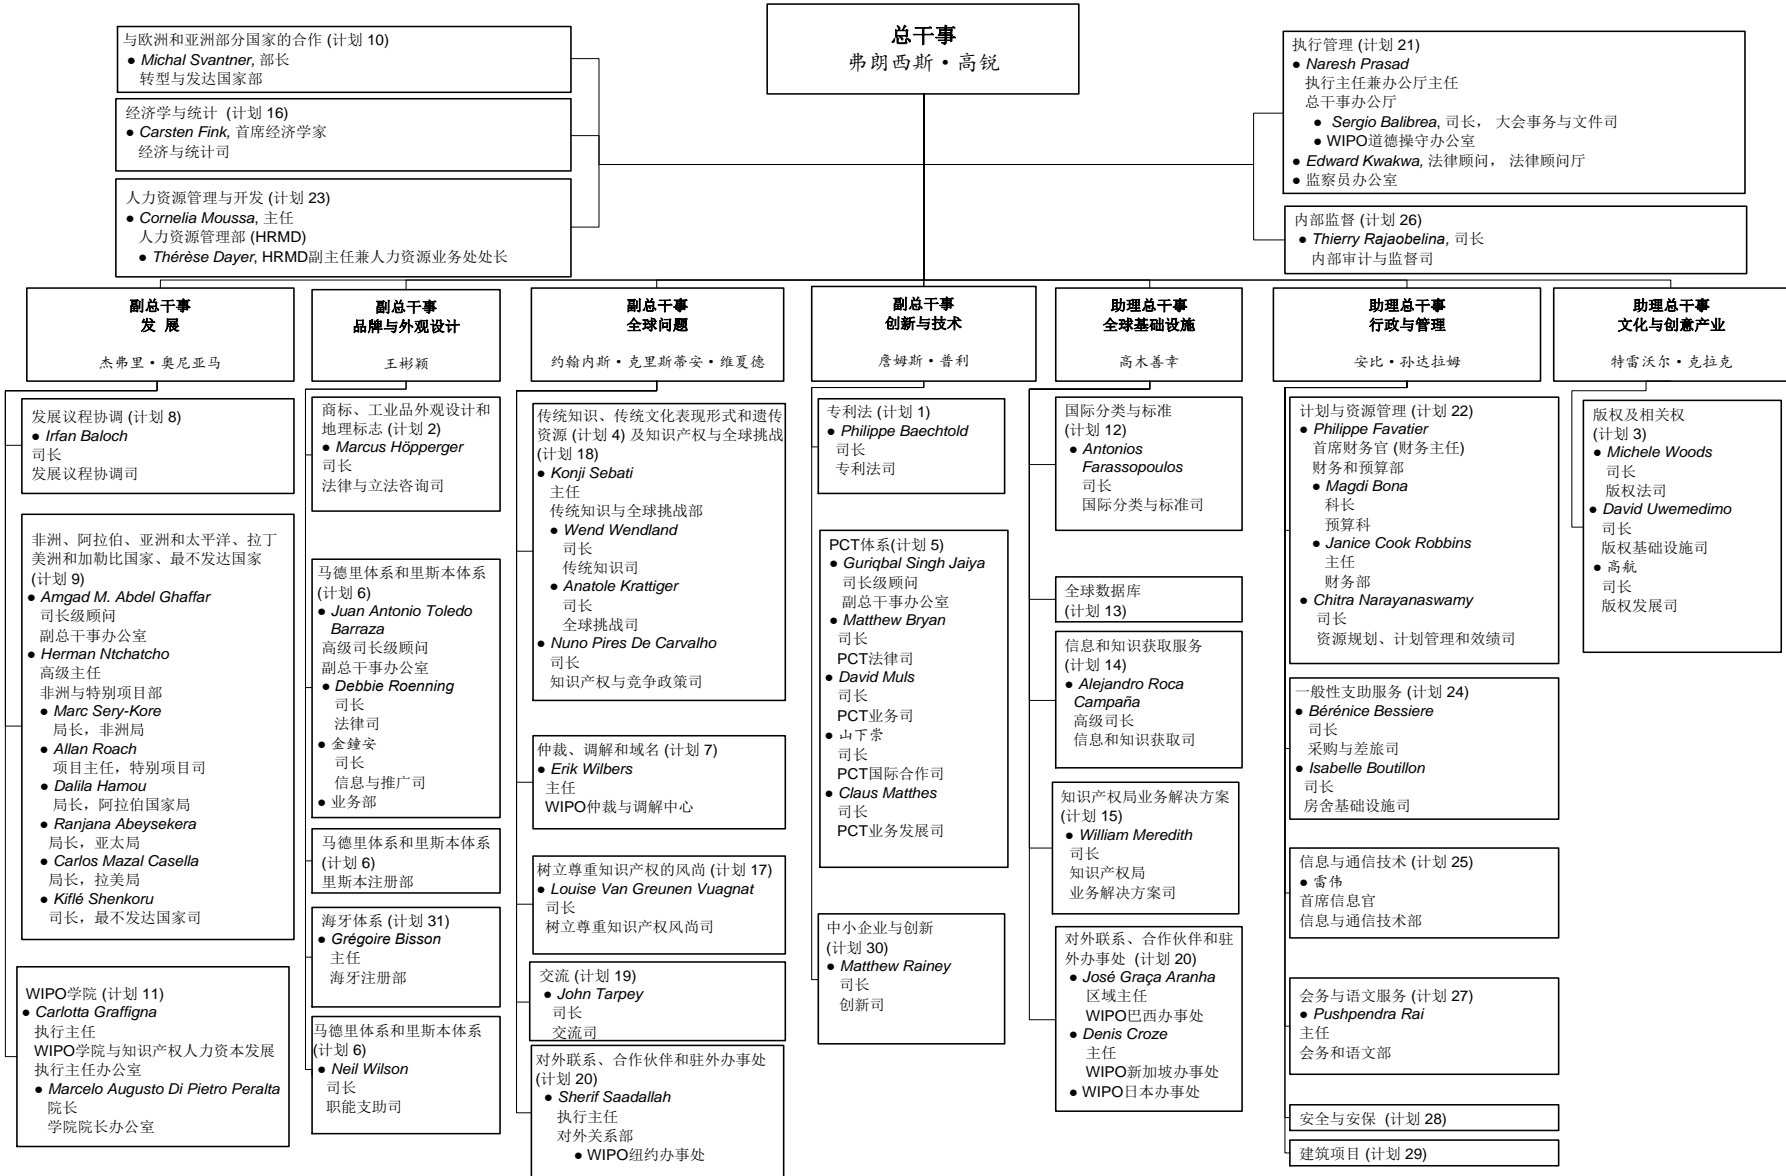 总干事
弗朗西斯·高锐
与欧洲和亚洲部分国家的合作 (计划 10)
● Michal Svantner, 部长
转型与发达国家部
经济学与统计 (计划 16)
● Carsten Fink, 首席经济学家
经济与统计司
人力资源管理与开发 (计划 23)
● Cornelia Moussa, 主任
人力资源管理部 (HRMD)
● Thérèse Dayer, HRMD副主任兼人力资源业务处处长
执行管理 (计划 21)
● Naresh Prasad
执行主任兼办公厅主任
总干事办公厅
● Sergio Balibrea, 司长, 大会事务与文件司
● WIPO道德操守办公室
● Edward Kwakwa, 法律顾问, 法律顾问厅
● 监察员办公室
内部监督 (计划 26)
● Thierry Rajaobelina, 司长
内部审计与监督司
副总干事
发 展
杰弗里·奥尼亚马
发展议程协调 (计划 8)
● Irfan Baloch
司长
发展议程协调司
非洲、阿拉伯、亚洲和太平洋、拉丁
美洲和加勒比国家、最不发达国家
(计划 9)
● Amgad M. Abdel Ghaffar
司长级顾问
副总干事办公室
● Herman Ntchatcho
高级主任
非洲与特别项目部
● Marc Sery-Kore
局长，非洲局
● Allan Roach
项目主任，特别项目司
● Dalila Hamou
局长，阿拉伯国家局
● Ranjana Abeysekera
局长，亚太局
● Carlos Mazal Casella
局长，拉美局
● Kiflé Shenkoru
司长，最不发达国家司
WIPO学院 (计划 11)
● Carlotta Graffigna
执行主任
WIPO学院与知识产权人力资本发展
执行主任办公室
● Marcelo Augusto Di Pietro Peralta
院长
学院院长办公室
副总干事
品牌与外观设计
王彬颖
商标、工业品外观设计和
地理标志 (计划 2)
● Marcus Höpperger
司长
法律与立法咨询司
马德里体系和里斯本体系
(计划 6)
● Juan Antonio Toledo
Barraza
高级司长级顾问
副总干事办公室
● Debbie Roenning
司长
法律司
● 金鐘安
司长
信息与推广司
● 业务部
马德里体系和里斯本体系
(计划 6)
里斯本注册部
海牙体系 (计划 31)
● Grégoire Bisson
主任
海牙注册部
马德里体系和里斯本体系
(计划 6)
● Neil Wilson
司长
职能支助司
副总干事
全球问题
约翰内斯·克里斯蒂安·维夏德
传统知识、传统文化表现形式和遗传
资源 (计划 4) 及知识产权与全球挑战
(计划 18)
● Konji Sebati
主任
传统知识与全球挑战部
● Wend Wendland
司长
传统知识司
● Anatole Krattiger
司长
全球挑战司
● Nuno Pires De Carvalho
司长
知识产权与竞争政策司
仲裁、调解和域名 (计划 7)
● Erik Wilbers
主任
WIPO仲裁与调解中心
树立尊重知识产权的风尚 (计划 17)
● Louise Van Greunen Vuagnat
司长
树立尊重知识产权风尚司
交流 (计划 19)
● John Tarpey
司长
交流司
对外联系、合作伙伴和驻外办事处
(计划 20)
● Sherif Saadallah
执行主任
对外关系部
● WIPO纽约办事处
副总干事
创新与技术
詹姆斯·普利
专利法 (计划 1)
● Philippe Baechtold
司长
专利法司
PCT体系(计划 5)
● Guriqbal Singh Jaiya
司长级顾问
副总干事办公室
● Matthew Bryan
司长
PCT法律司
● David Muls
司长
PCT业务司
● 山下崇
司长
PCT国际合作司
● Claus Matthes
司长
PCT业务发展司
中小企业与创新
(计划 30)
● Matthew Rainey
司长
创新司
助理总干事
全球基础设施
高木善幸
国际分类与标准
(计划 12)
● Antonios
Farassopoulos
司长
国际分类与标准司
全球数据库
(计划 13)
信息和知识获取服务
(计划 14)
● Alejandro Roca
Campaña
高级司长
信息和知识获取司
知识产权局业务解决方案
(计划 15)
● William Meredith
司长
知识产权局
业务解决方案司
对外联系、合作伙伴和驻
外办事处 (计划 20)
● José Graça Aranha
区域主任
WIPO巴西办事处
● Denis Croze
主任
WIPO新加坡办事处
● WIPO日本办事处
助理总干事
行政与管理
安比·孙达拉姆
计划与资源管理 (计划 22)
● Philippe Favatier
首席财务官 (财务主任)
财务和预算部
● Magdi Bona
科长
预算科
● Janice Cook Robbins
主任
财务部
● Chitra Narayanaswamy
司长
资源规划、计划管理和效绩司
一般性支助服务 (计划 24)
● Bérénice Bessiere
司长
采购与差旅司
● Isabelle Boutillon
司长
房舍基础设施司
信息与通信技术 (计划 25)
● 雷伟
首席信息官
信息与通信技术部
会务与语文服务 (计划 27)
● Pushpendra Rai
主任
会务和语文部
安全与安保 (计划 28)
建筑项目 (计划 29)
助理总干事
文化与创意产业
特雷沃尔·克拉克
版权及相关权
(计划 3)
● Michele Woods
司长
版权法司
● David Uwemedimo
司长
版权基础设施司
● 高航
司长
版权发展司